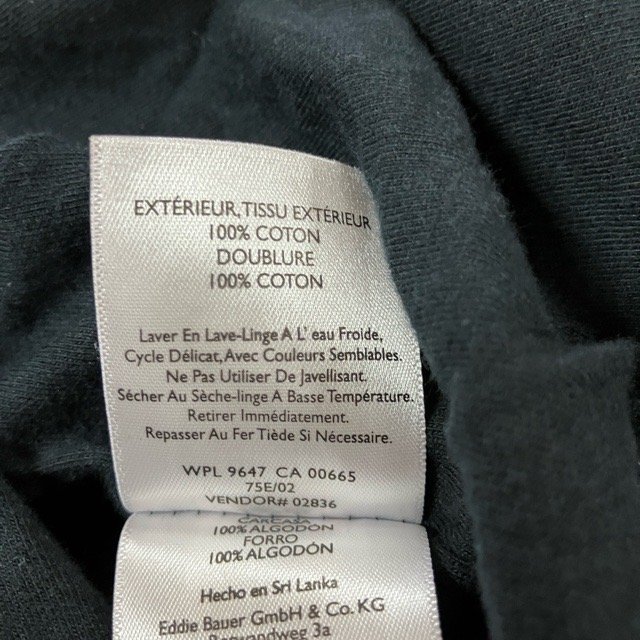 EXTÉRIEUR, TISSU EXTÉRIEUR
100% COTON
DOUBLURE
100% COTON
Laver En Lave-Linge A L' eau Froide,
Cycle Délicat, Avec Couleurs Semblables.
Ne Pas Utiliser De Javellisant.
Sécher Au Sèche-linge A Basse Température.
Retirer Immédiatement.
Repasser Au Fer Tiède Si Nécessaire.
WPL 9647 CA 00665
75E/02
VENDOR# 02836
100% ALGODON
FORRO
100% ALGODÓN
Hecho en Sri Lanka
Eddie Bauer GmbH & Co. KG
3a